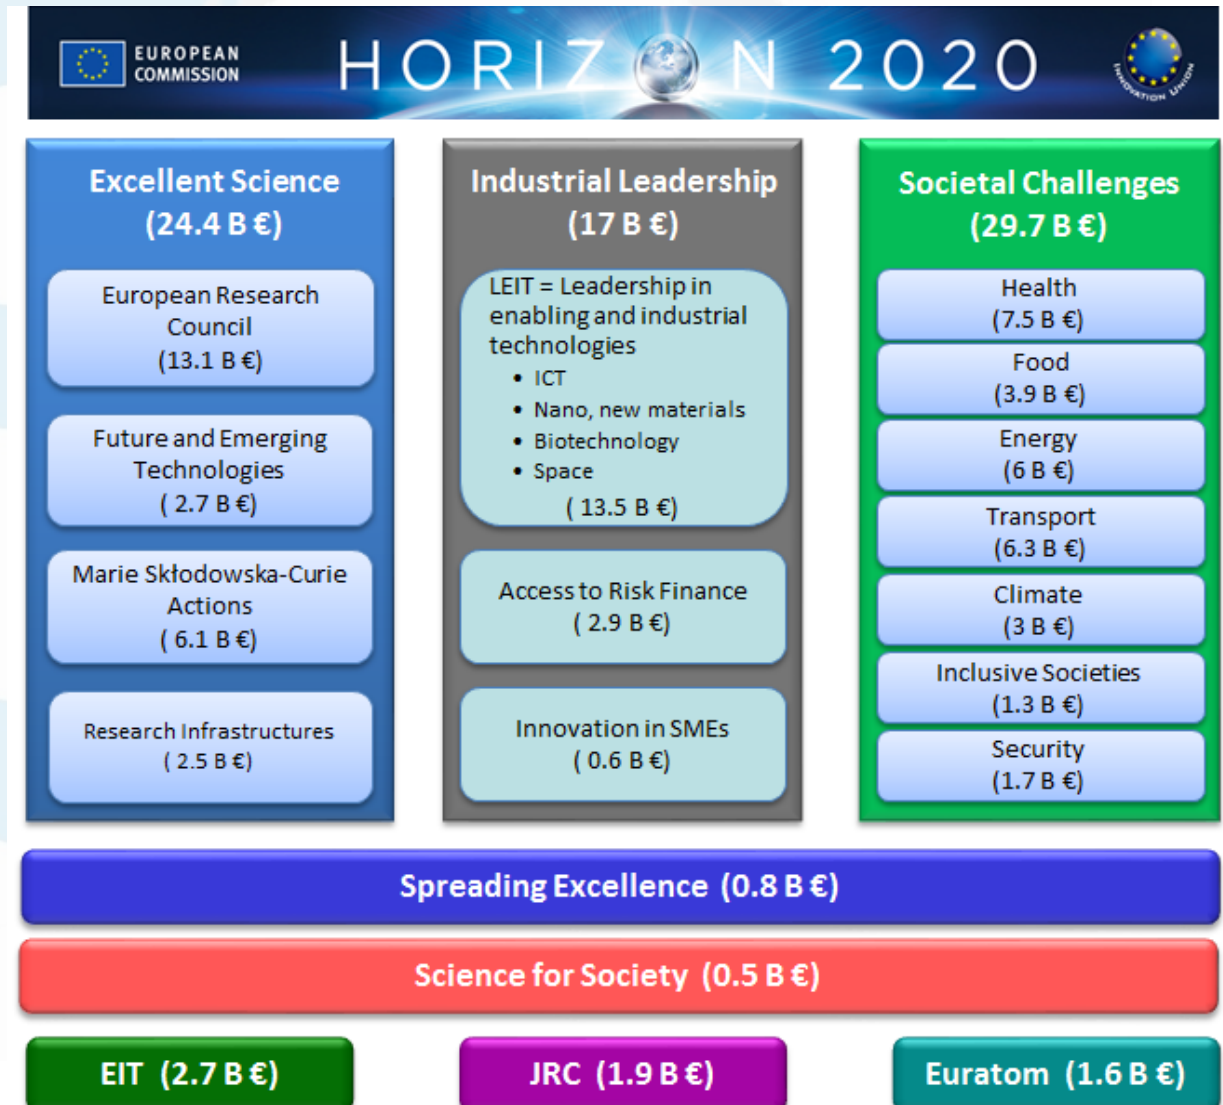 EUROPEAN
COMMISSION
HORIZON 2020
INNOVATION UNION
Excellent Science
(24.4 B €)
European Research
Council
(13.1 B €)
Future and Emerging
Technologies
( 2.7 B €)
Marie Skłodowska-Curie
Actions
( 6.1 B €)
Research Infrastructures
( 2.5 B €)
Industrial Leadership
(17 B €)
LEIT = Leadership in
enabling and industrial
technologies
• ICT
• Nano, new materials
• Biotechnology
• Space
( 13.5 B €)
Access to Risk Finance
( 2.9 B €)
Innovation in SMEs
( 0.6 B €)
Societal Challenges
(29.7 B €)
Health
(7.5 B €)
Food
(3.9 B €)
Energy
(6 B €)
Transport
(6.3 B €)
Climate
(3 B €)
Inclusive Societies
(1.3 B €)
Security
(1.7 B €)
Spreading Excellence (0.8 B €)
Science for Society (0.5 B €)
EIT (2.7 B €)
JRC (1.9 B €)
Euratom (1.6 B €)